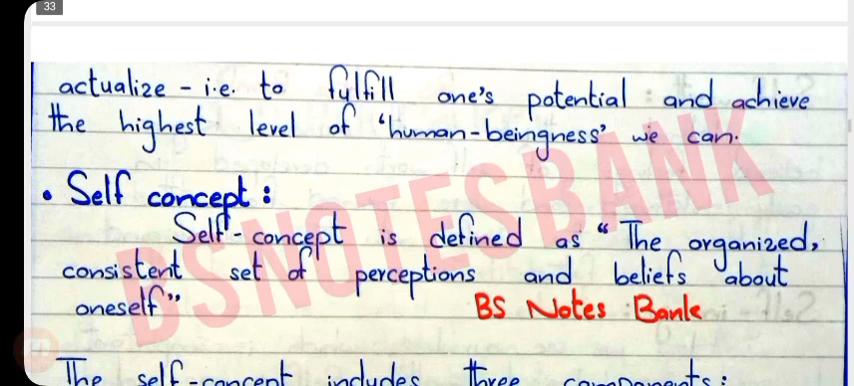 33
actualize - i.e. to fulfill one's potential and achieve
the highest level of "human-beingness" we can.
• Self concept :
Self-concept is defined as " The organized,
consistent set of perceptions and beliefs about
oneself"
BS Notes Bank
BSNOTESBANK
The self-concept includes three components :